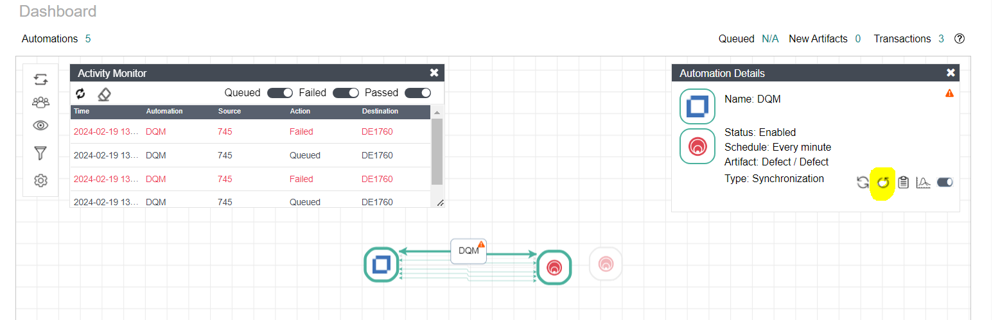 Dashboard
Automations 5
Queued N/A New Artifacts 0 Transactions 3 ?
Activity Monitor
Queued Failed Passed
Time Automation Source Action Destination
2024-02-19 13... DQM 745 Failed DE1760
2024-02-19 13... DQM 745 Queued DE1760
2024-02-19 13... DQM 745 Failed DE1760
2024-02-19 13... DQM 745 Queued DE1760
Automation Details
Name: DQM
Status: Enabled
Schedule: Every minute
Artifact: Defect / Defect
Type: Synchronization
DQM